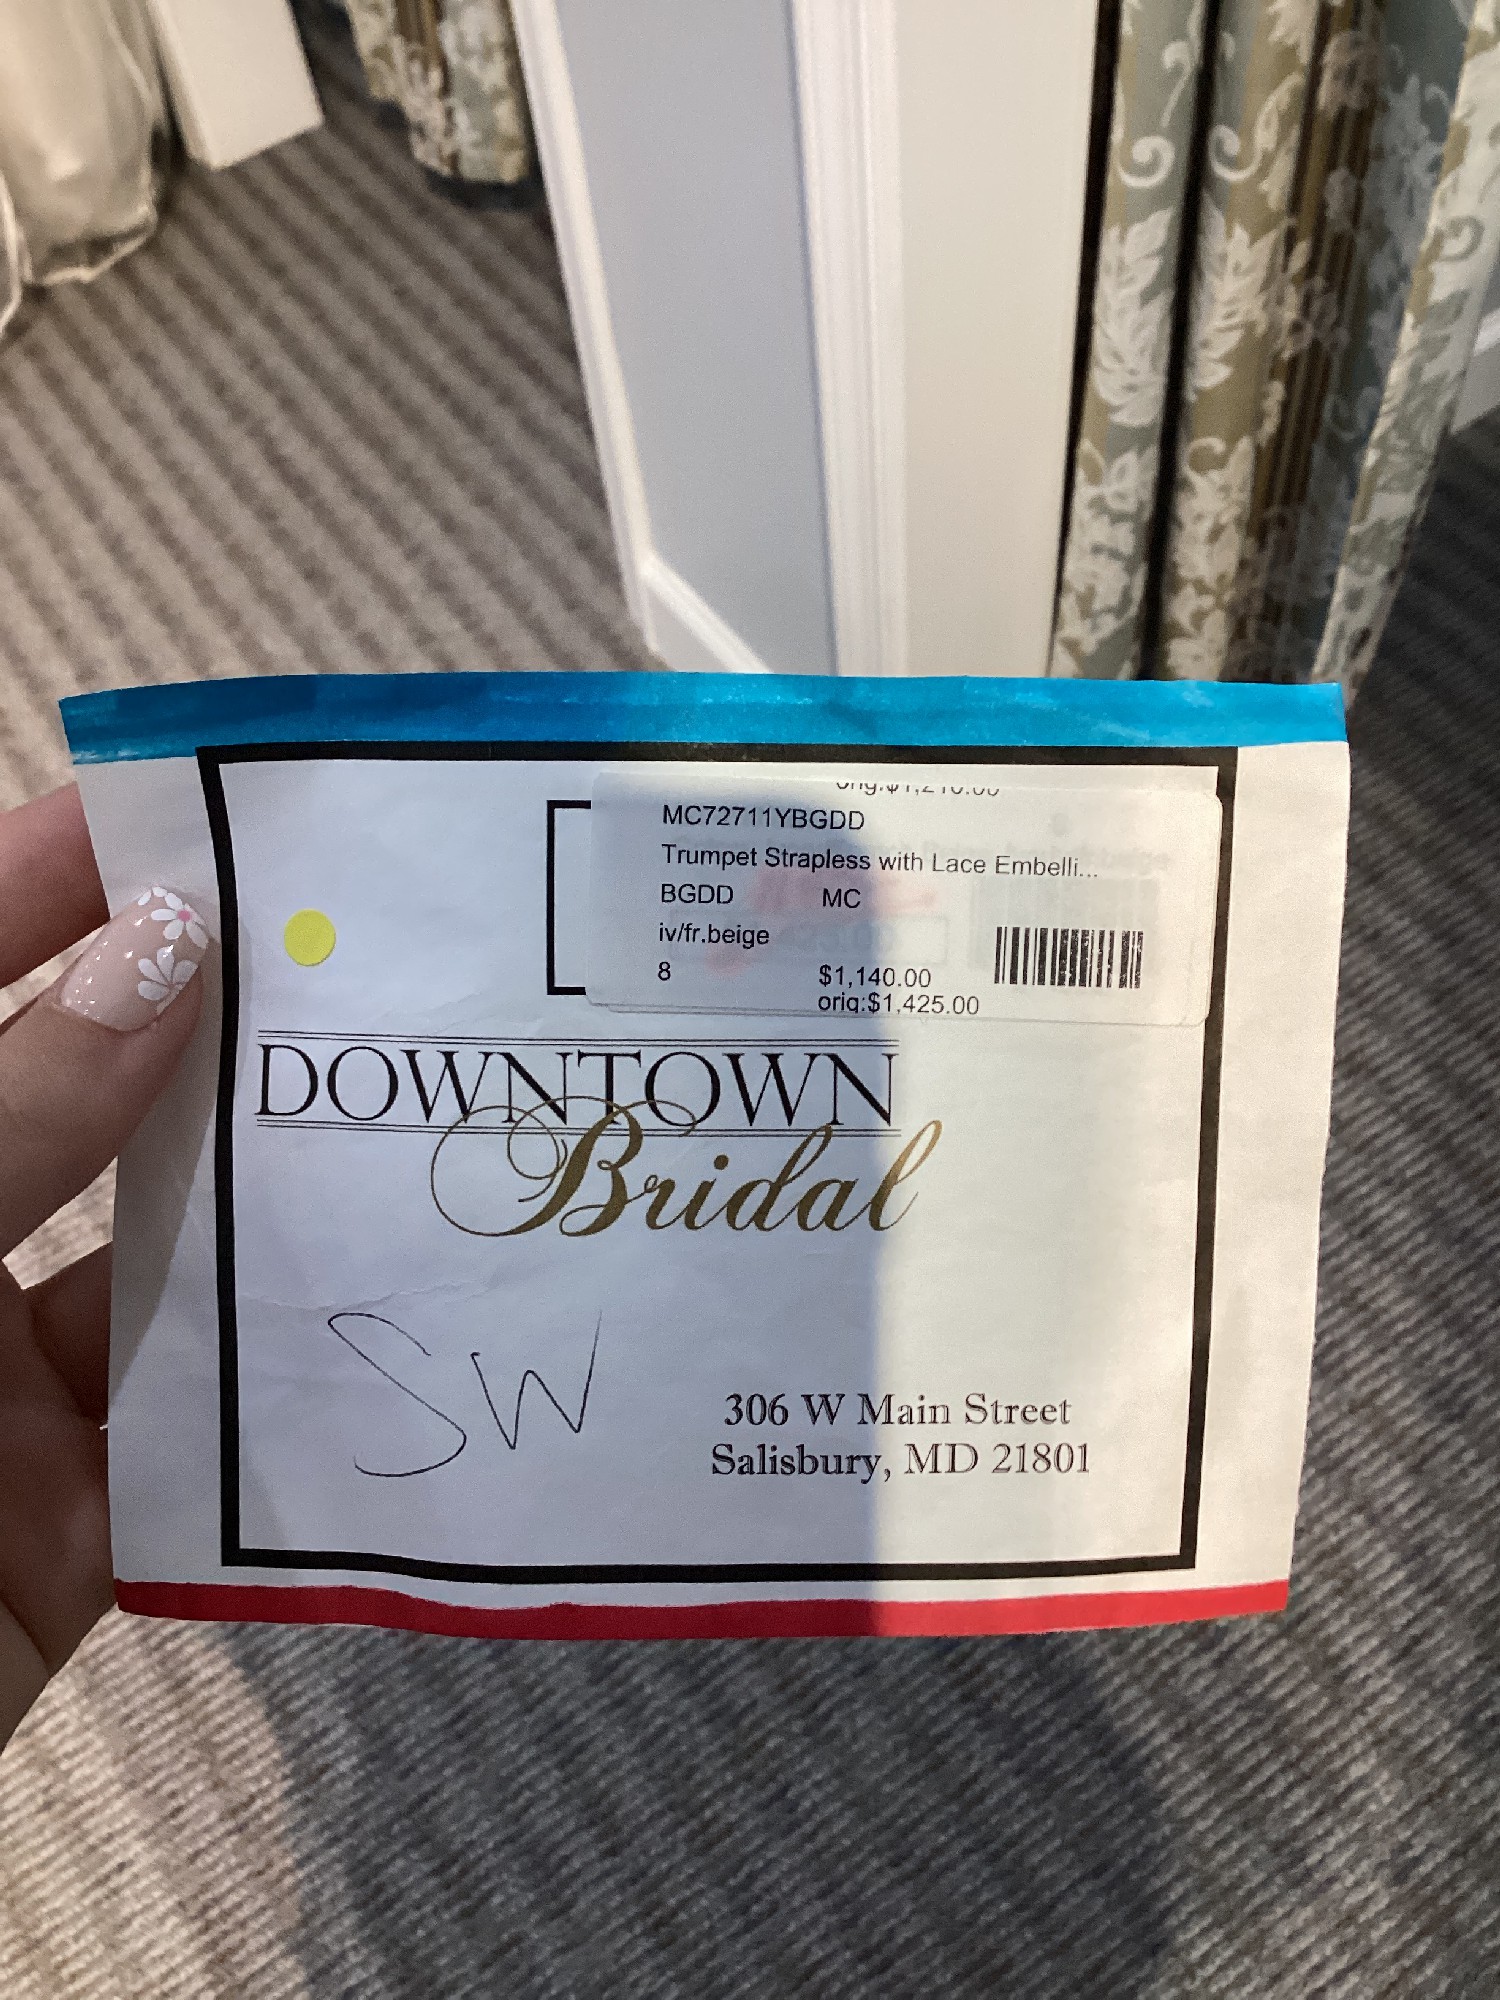 MC72711YBGDD
Trumpet Strapless with Lace Embelli...
BGDD MC
iv/fr.beige
8 $1,140.00
orig:$1,425.00
DOWNTOWN
Bridal
SW
306 W Main Street
Salisbury, MD 21801